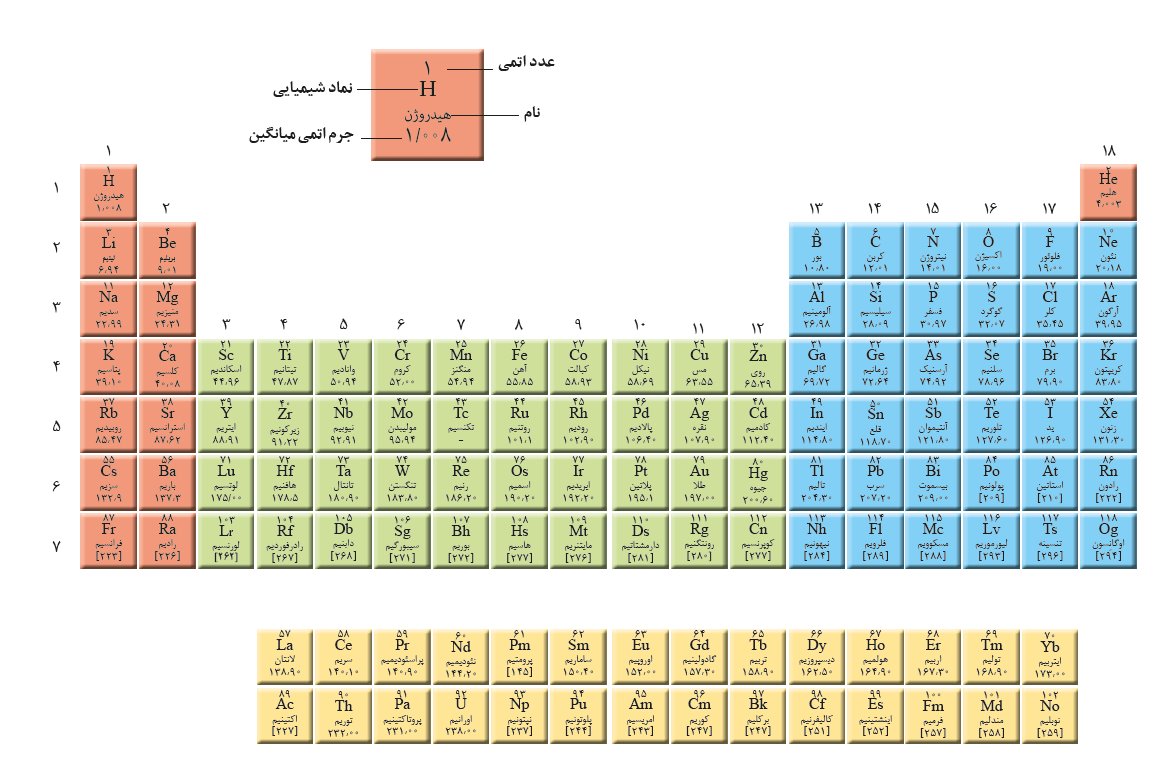 ۱
عدد اتمی
نماد شیمیایی
H
هیدروژن
نام
جرم اتمی میانگین
۱/۰۰۸
۱ ۱۸
۱
۱ H هیدروژن ۱٫۰۰۸
۲ He هلیم ۴٫۰۰۳
۲ ۱۳ ۱۴ ۱۵ ۱۶ ۱۷
۲
۳ Li لیتیم ۶٫۹۴
۴ Be بریلیم ۹٫۰۱
۵ B بور ۱۰٫۸۰
۶ C کربن ۱۲٫۰۱
۷ N نیتروژن ۱۴٫۰۱
۸ O اکسیژن ۱۶٫۰۰
۹ F فلوئور ۱۹٫۰۰
۱۰ Ne نئون ۲۰٫۱۸
۳
۱۱ Na سدیم ۲۲٫۹۹
۱۲ Mg منیزیم ۲۴٫۳۱
۱۳ Al آلومینیم ۲۶٫۹۸
۱۴ Si سیلیسیم ۲۸٫۰۹
۱۵ P فسفر ۳۰٫۹۷
۱۶ S گوگرد ۳۲٫۰۷
۱۷ Cl کلر ۳۵٫۴۵
۱۸ Ar آرگون ۳۹٫۹۵
۳ ۴ ۵ ۶ ۷ ۸ ۹ ۱۰ ۱۱ ۱۲
۴
۱۹ K پتاسیم ۳۹٫۱۰
۲۰ Ca کلسیم ۴۰٫۰۸
۲۱ Sc اسکاندیم ۴۴٫۹۶
۲۲ Ti تیتانیم ۴۷٫۸۷
۲۳ V وانادیم ۵۰٫۹۴
۲۴ Cr کروم ۵۲٫۰۰
۲۵ Mn منگنز ۵۴٫۹۴
۲۶ Fe آهن ۵۵٫۸۵
۲۷ Co کبالت ۵۸٫۹۳
۲۸ Ni نیکل ۵۸٫۶۹
۲۹ Cu مس ۶۳٫۵۵
۳۰ Zn روی ۶۵٫۳۹
۳۱ Ga گالیم ۶۹٫۷۲
۳۲ Ge ژرمانیم ۷۲٫۶۴
۳۳ As آرسنیک ۷۴٫۹۲
۳۴ Se سلنیم ۷۸٫۹۶
۳۵ Br برم ۷۹٫۹۰
۳۶ Kr کریپتون ۸۳٫۸۰
۵
۳۷ Rb روبیدیم ۸۵٫۴۷
۳۸ Sr استرانسیم ۸۷٫۶۲
۳۹ Y ایتریم ۸۸٫۹۱
۴۰ Zr زیرکونیم ۹۱٫۲۲
۴۱ Nb نیوبیم ۹۲٫۹۱
۴۲ Mo مولیبدن ۹۵٫۹۴
۴۳ Tc تکنسیم –
۴۴ Ru روتنیم ۱۰۱٫۱
۴۵ Rh رودیم ۱۰۲٫۹۰
۴۶ Pd پالادیم ۱۰۶٫۴۰
۴۷ Ag نقره ۱۰۷٫۹۰
۴۸ Cd کادمیم ۱۱۲٫۴۰
۴۹ In ایندیم ۱۱۴٫۸۰
۵۰ Sn قلع ۱۱۸٫۷۰
۵۱ Sb آنتیموان ۱۲۱٫۸۰
۵۲ Te تلوریم ۱۲۷٫۶۰
۵۳ I ید ۱۲۶٫۹۰
۵۴ Xe زنون ۱۳۱٫۳۰
۶
۵۵ Cs سزیم ۱۳۲٫۹
۵۶ Ba باریم ۱۳۷٫۳
۷۱ Lu لوتسیم ۱۷۵/۰۰
۷۲ Hf هافنیم ۱۷۸٫۵
۷۳ Ta تانتال ۱۸۰٫۹۰
۷۴ W تنگستن ۱۸۳٫۸۰
۷۵ Re رنیم ۱۸۶٫۲۰
۷۶ Os اسمیم ۱۹۰٫۲۰
۷۷ Ir ایریدیم ۱۹۲٫۲۰
۷۸ Pt پلاتین ۱۹۵٫۱
۷۹ Au طلا ۱۹۷٫۰۰
۸۰ Hg جیوه ۲۰۰٫۶۰
۸۱ Tl تالیم ۲۰۴٫۳۰
۸۲ Pb سرب ۲۰۷٫۲۰
۸۳ Bi بیسموت ۲۰۹٫۰۰
۸۴ Po پولونیم [۲۰۹]
۸۵ At استاتین [۲۱۰]
۸۶ Rn رادون [۲۲۲]
۷
۸۷ Fr فرانسیم [۲۲۳]
۸۸ Ra رادیم [۲۲۶]
۱۰۳ Lr لورنسیم [۲۶۲]
۱۰۴ Rf رادرفوردیم [۲۶۷]
۱۰۵ Db دابنیم [۲۶۸]
۱۰۶ Sg سیبورگیم [۲۷۱]
۱۰۷ Bh بوریم [۲۷۲]
۱۰۸ Hs هاسیم [۲۷۷]
۱۰۹ Mt مایتنریم [۲۷۶]
۱۱۰ Ds دارمشتاتیم [۲۸۱]
۱۱۱ Rg رونتگنیم [۲۸۰]
۱۱۲ Cn کوپرنسیم [۲۷۷]
۱۱۳ Nh نیهونیم [۲۸۴]
۱۱۴ Fl فلرویم [۲۸۹]
۱۱۵ Mc مسکوویم [۲۸۸]
۱۱۶ Lv لیورموریم [۲۹۳]
۱۱۷ Ts تنسینه [۲۹۶]
۱۱۸ Og اوگانسون [۲۹۴]
۵۷ La لانتان ۱۳۸٫۹۰
۵۸ Ce سریم ۱۴۰٫۱۰
۵۹ Pr پراسئودیمیم ۱۴۰٫۹۰
۶۰ Nd نئودیمیم ۱۴۴٫۲۰
۶۱ Pm پرومتیم [۱۴۵]
۶۲ Sm ساماریم ۱۵۰٫۴۰
۶۳ Eu اوروپیم ۱۵۲٫۰۰
۶۴ Gd گادولینیم ۱۵۷٫۳۰
۶۵ Tb تربیم ۱۵۸٫۹۰
۶۶ Dy دیسپروزیم ۱۶۲٫۵۰
۶۷ Ho هولمیم ۱۶۴٫۹۰
۶۸ Er اربیم ۱۶۷٫۳۰
۶۹ Tm تولیم ۱۶۸٫۹۰
۷۰ Yb ایتربیم ۱۷۳٫۰۰
۸۹ Ac اکتینیم [۲۲۷]
۹۰ Th توریم ۲۳۲٫۰۰
۹۱ Pa پروتاکتینیم ۲۳۱٫۰۰
۹۲ U اورانیم ۲۳۸٫۰۰
۹۳ Np نپتونیم [۲۳۷]
۹۴ Pu پلوتونیم [۲۴۴]
۹۵ Am امریسیم [۲۴۳]
۹۶ Cm کوریم [۲۴۷]
۹۷ Bk برکلیم [۲۴۷]
۹۸ Cf کالیفرنیم [۲۵۱]
۹۹ Es اینشتینیم [۲۵۲]
۱۰۰ Fm فرمیم [۲۵۷]
۱۰۱ Md مندلیم [۲۵۸]
۱۰۲ No نوبلیم [۲۵۹]